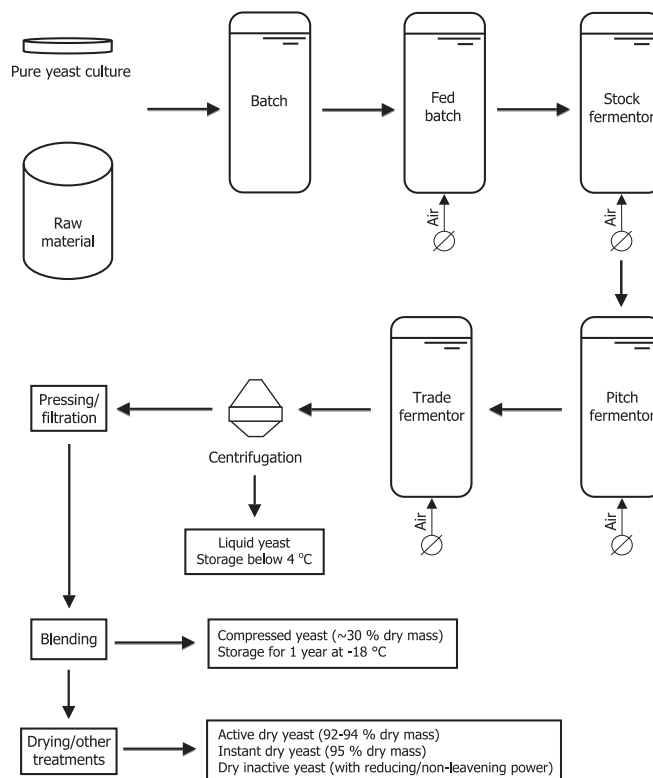 Pure yeast culture
Raw
material
Batch
Fed
batch
Air
Stock
fermentor
Air
Pitch
fermentor
Air
Trade
fermentor
Air
Centrifugation
Liquid yeast
Storage below 4 °C
Pressing/
filtration
Blending
Compressed yeast (~30 % dry mass)
Storage for 1 year at -18 °C
Drying/other
treatments
Active dry yeast (92-94 % dry mass)
Instant dry yeast (95 % dry mass)
Dry inactive yeast (with reducing/non-leavening power)